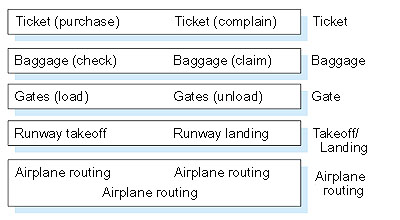 Ticket (purchase) Ticket (complain) Ticket
Baggage (check) Baggage (claim) Baggage
Gates (load) Gates (unload) Gate
Runway takeoff Runway landing Takeoff/
Landing
Airplane routing Airplane routing Airplane
Airplane routing routing